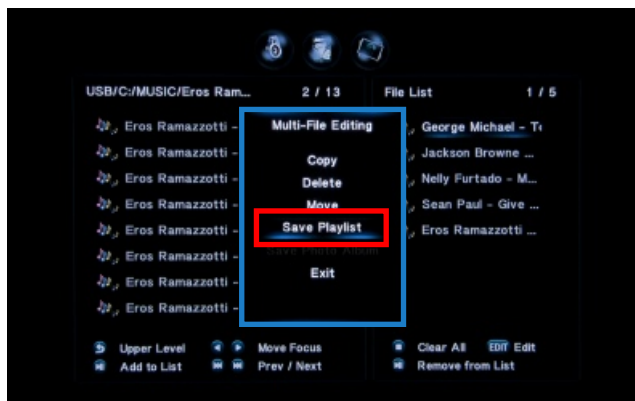 USB/C:/MUSIC/Eros Ram...
2 / 13
File List
1 / 5
Eros Ramazzotti -
Eros Ramazzotti -
Eros Ramazzotti -
Eros Ramazzotti -
Eros Ramazzotti -
Eros Ramazzotti -
Eros Ramazzotti -
Eros Ramazzotti -
Multi-File Editing
Copy
Delete
Move
Save Playlist
Save Photo Album
Exit
George Michael -
Jackson Browne ...
Nelly Furtado - M...
Sean Paul - Give ...
Eros Ramazzotti ...
Upper Level
Move Focus
Clear All
EDIT Edit
Add to List
Prev / Next
Remove from List